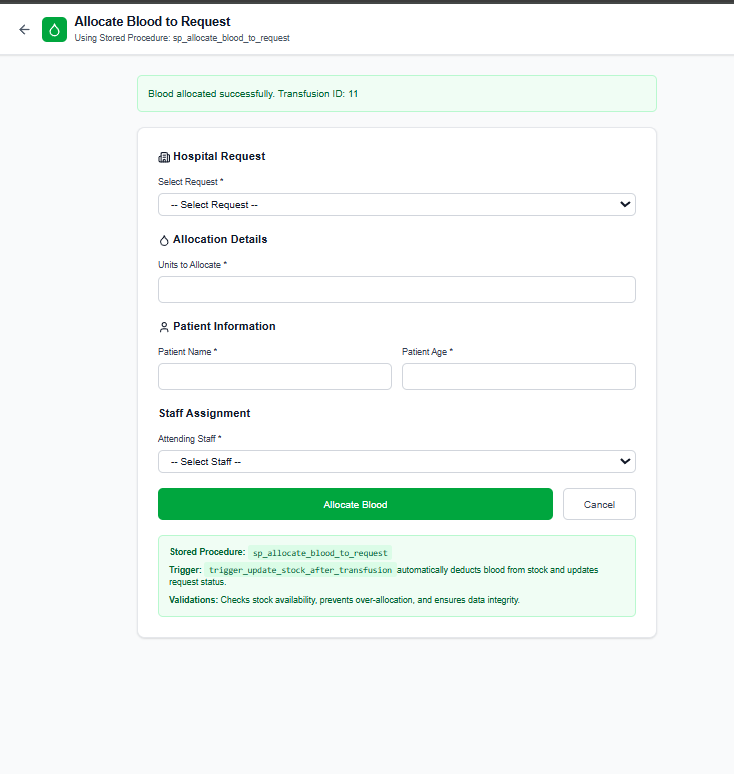 Allocate Blood to Request
Using Stored Procedure: sp_allocate_blood_to_request
Blood allocated successfully. Transfusion ID: 11
Hospital Request
Select Request *
-- Select Request --
Allocation Details
Units to Allocate *
Patient Information
Patient Name *
Patient Age *
Staff Assignment
Attending Staff *
-- Select Staff --
Allocate Blood
Cancel
Stored Procedure: sp_allocate_blood_to_request
Trigger: trigger_update_stock_after_transfusion automatically deducts blood from stock and updates
request status.
Validations: Checks stock availability, prevents over-allocation, and ensures data integrity.